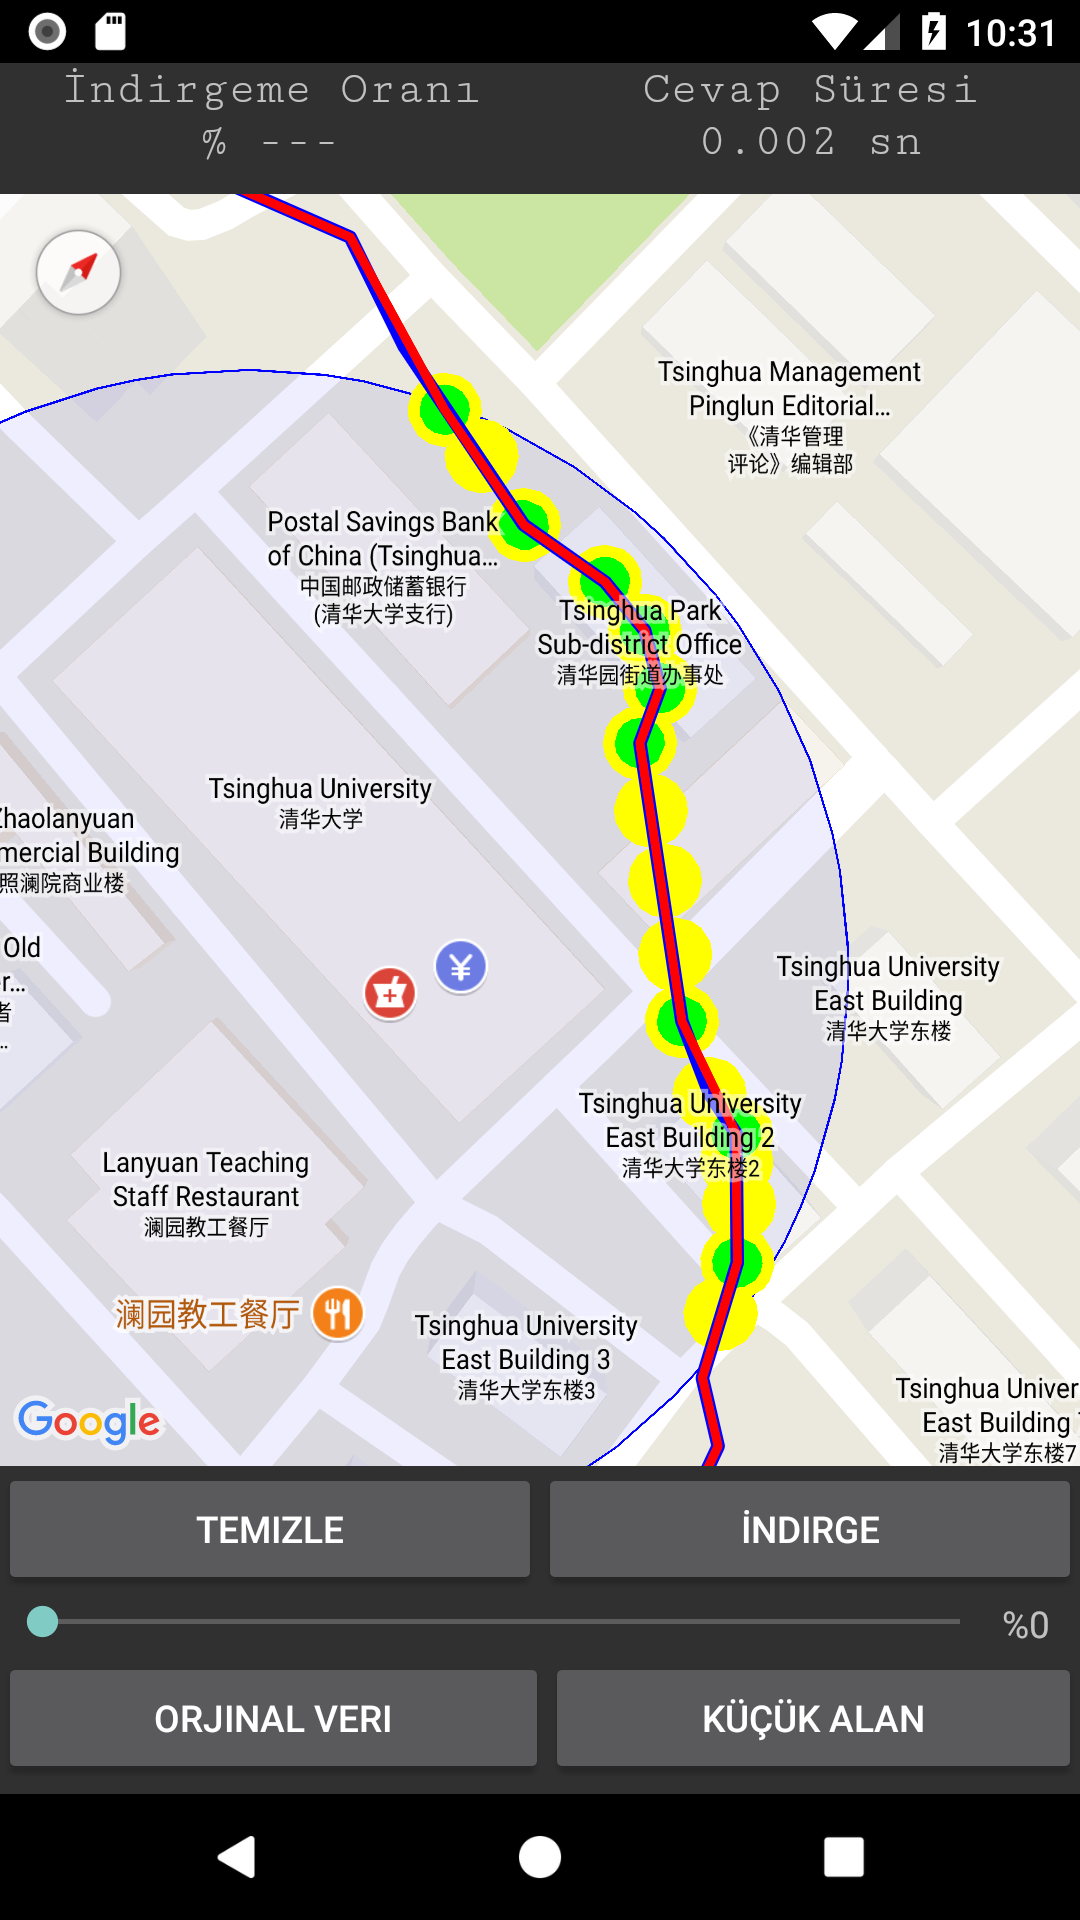 10:31
İndirgeme Oranı
% ---
Cevap Süresi
0.002 sn
Tsinghua Management
Pinglun Editorial...
《清华管理
评论》编辑部
Postal Savings Bank
of China (Tsinghua...
中国邮政储蓄银行
(清华大学支行)
Tsinghua Park
Sub-district Office
清华园街道办事处
Tsinghua University
清华大学
Zhaolanyuan
mercial Building
照澜院商业楼
Old
r...
者
...
¥
Tsinghua University
East Building
清华大学东楼
Tsinghua University
East Building 2
清华大学东楼2
Lanyuan Teaching
Staff Restaurant
澜园教工餐厅
澜园教工餐厅
Tsinghua University
East Building 3
清华大学东楼3
Tsinghua Univer
East Building 7
清华大学东楼7
Google
TEMIZLE
İNDIRGE
%0
ORJINAL VERI
KÜÇÜK ALAN